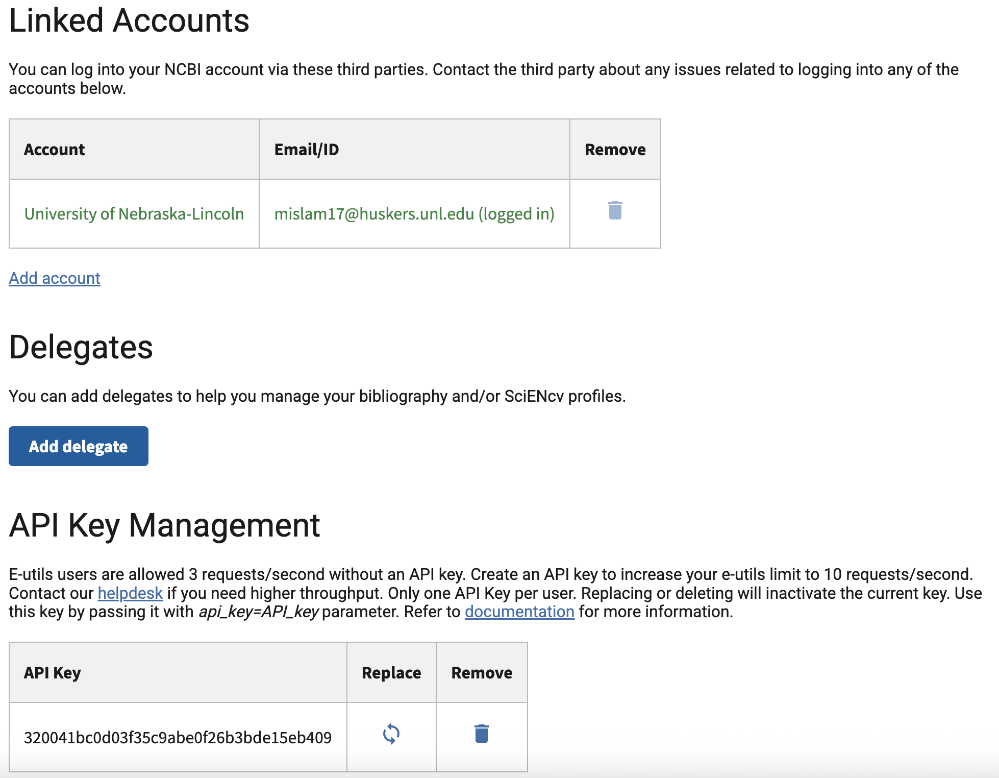 Linked Accounts
You can log into your NCBI account via these third parties. Contact the third party about any issues related to logging into any of the
accounts below.
Account Email/ID Remove
University of Nebraska-Lincoln mislam17@huskers.unl.edu (logged in)
Add account
Delegates
You can add delegates to help you manage your bibliography and/or SciENcv profiles.
Add delegate
API Key Management
E-utils users are allowed 3 requests/second without an API key. Create an API key to increase your e-utils limit to 10 requests/second.
Contact our helpdesk if you need higher throughput. Only one API Key per user. Replacing or deleting will inactivate the current key. Use
this key by passing it with api_key=API_key parameter. Refer to documentation for more information.
API Key Replace Remove
320041bc0d03f35c9abe0f26b3bde15eb409